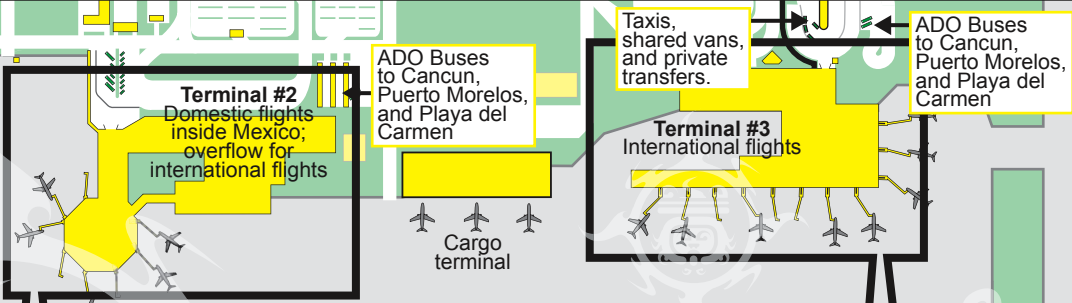 Terminal #2
Domestic flights
inside Mexico;
overflow for
international flights
ADO Buses
to Cancun,
Puerto Morelos,
and Playa del
Carmen
Cargo
terminal
Taxis,
shared vans,
and private
transfers.
Terminal #3
International flights
ADO Buses
to Cancun,
Puerto Morelos,
and Playa del
Carmen